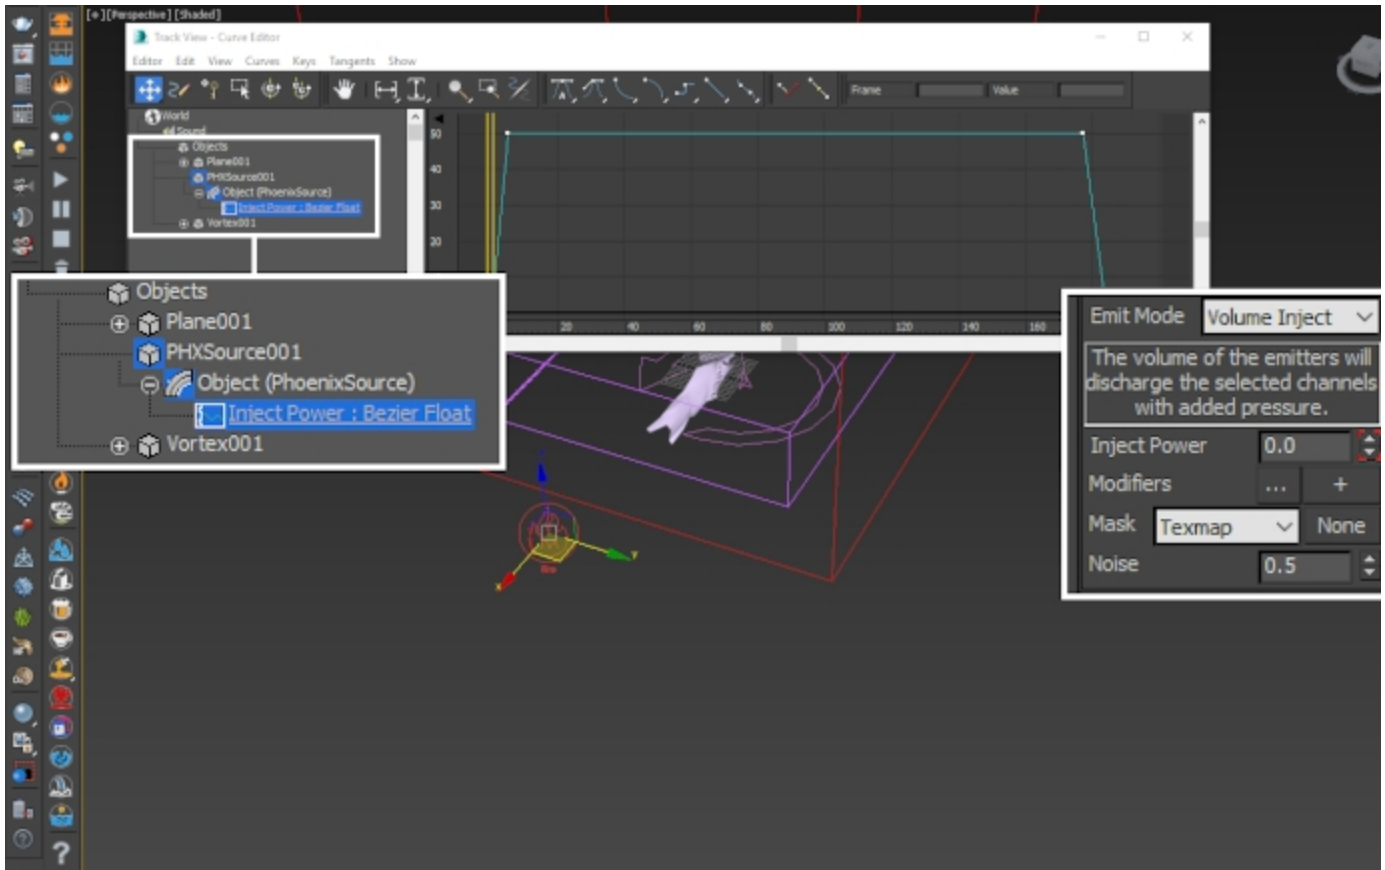 [+][Perspective][Shaded]
Track View - Curve Editor
Editor Edit View Curves Keys Tangents Show
Frame Value
World
Sound
Objects
Plane001
PHXSource001
Object (PhoenixSource)
Inject Power : Bezier Float
Vortex001
50
40
30
20
20 40 60 80 100 120 140 160
Objects
Plane001
PHXSource001
Object (PhoenixSource)
Inject Power : Bezier Float
Vortex001
Emit Mode Volume Inject
The volume of the emitters will
discharge the selected channels
with added pressure.
Inject Power 0.0
Modifiers ... +
Mask Texmap None
Noise 0.5
x
y
?